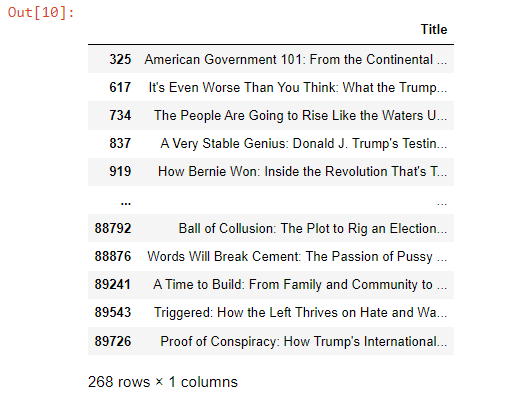 Out[10]:
Title
325 American Government 101: From the Continental ...
617 It's Even Worse Than You Think: What the Trump...
734 The People Are Going to Rise Like the Waters U...
837 A Very Stable Genius: Donald J. Trump's Testin...
919 How Bernie Won: Inside the Revolution That's T...
... ...
88792 Ball of Collusion: The Plot to Rig an Election...
88876 Words Will Break Cement: The Passion of Pussy ...
89241 A Time to Build: From Family and Community to ...
89543 Triggered: How the Left Thrives on Hate and Wa...
89726 Proof of Conspiracy: How Trump's International...
268 rows × 1 columns